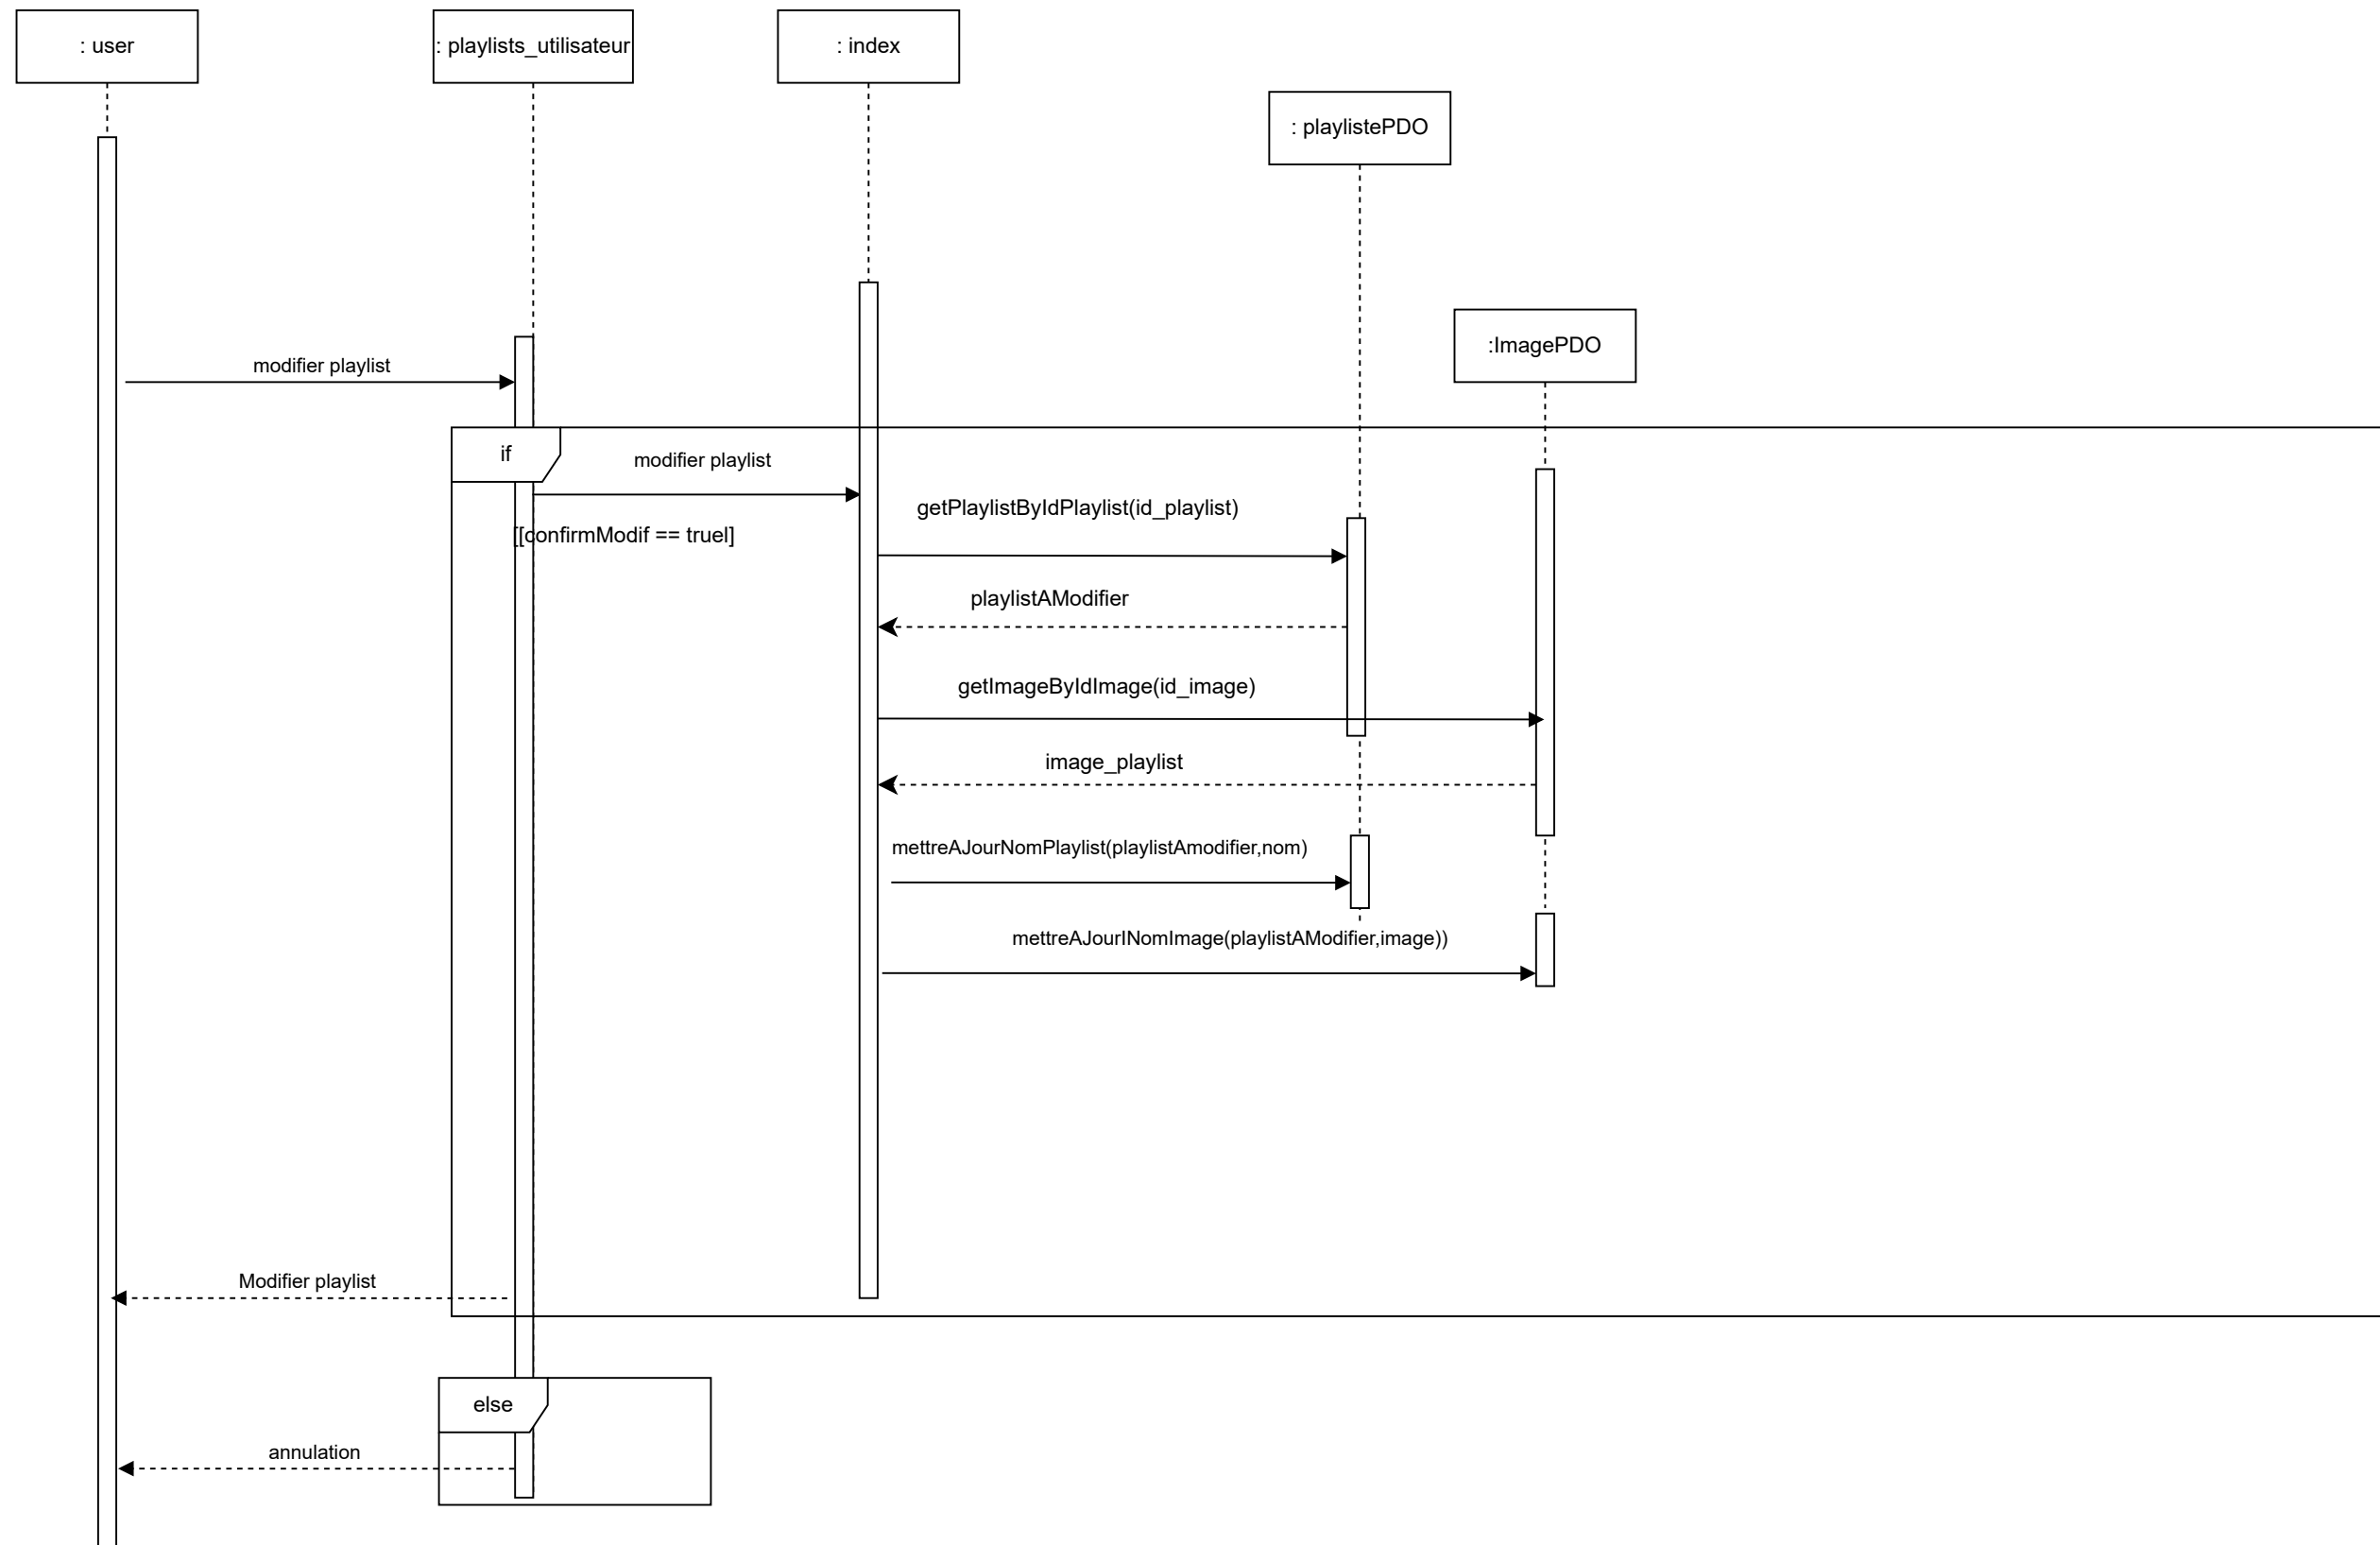 : user
: playlists_utilisateur
: index
: playlistePDO
:ImagePDO
modifier playlist
if
modifier playlist
getPlaylistByIdPlaylist(id_playlist)
[[confirmModif == truel]
playlistAModifier
getImageByIdImage(id_image)
image_playlist
mettreAJourNomPlaylist(playlistAmodifier,nom)
mettreAJourINomImage(playlistAModifier,image))
Modifier playlist
else
annulation